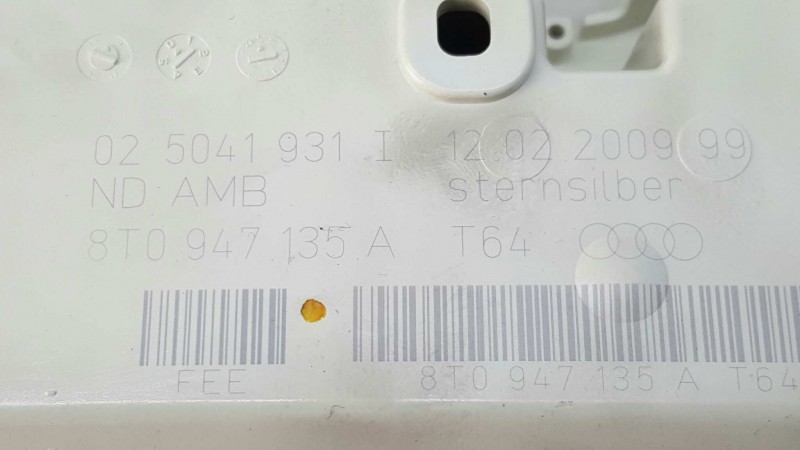 02 5041 931 I 12.02.2009 99
ND AMB sternsilber
8T0 947 135 A T64
FEE 8T0 947 135 A T64